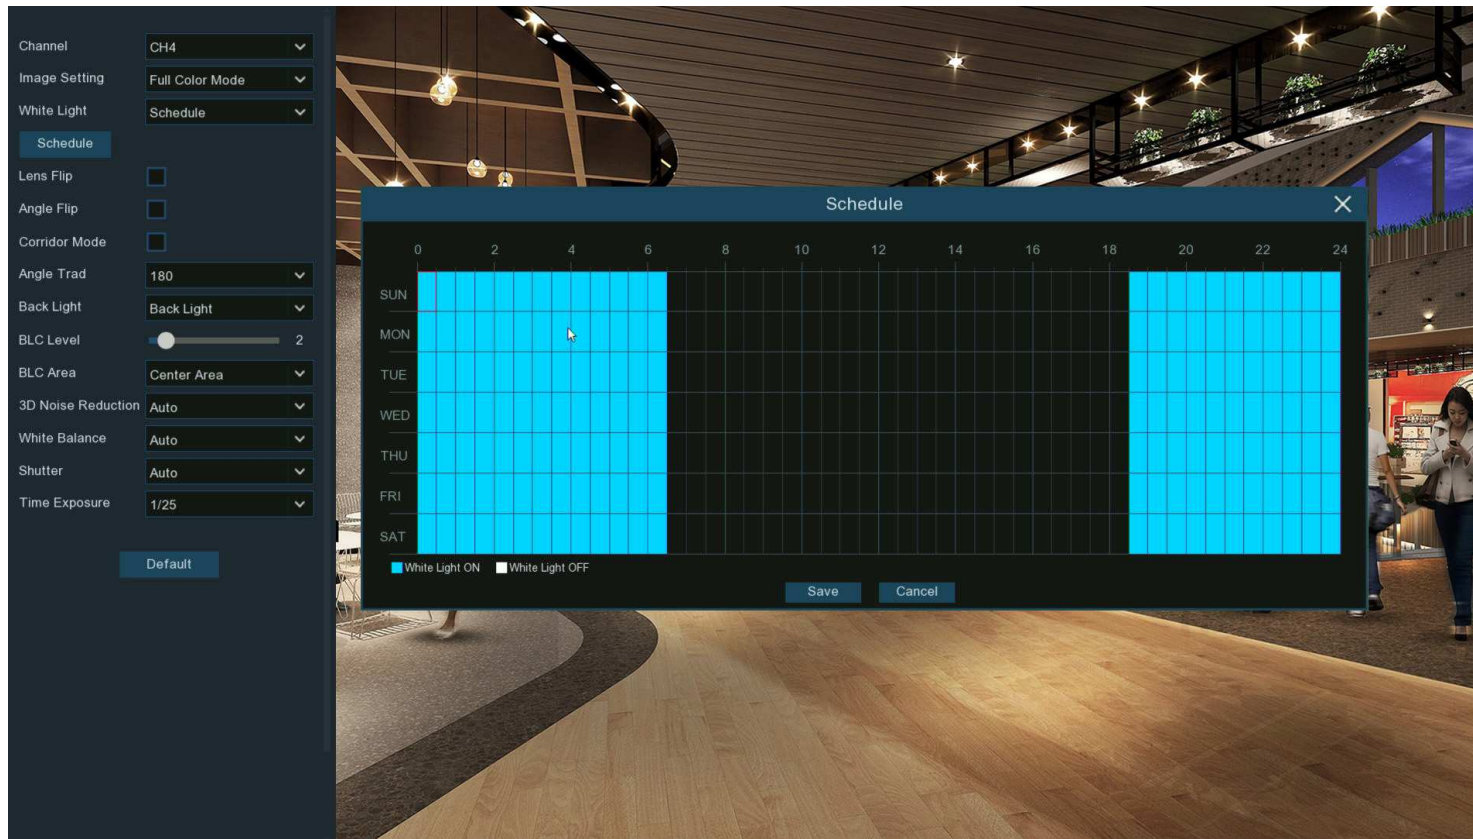 Channel CH4
Image Setting Full Color Mode
White Light Schedule
Schedule
Lens Flip
Angle Flip
Corridor Mode
Angle Trad 180
Back Light Back Light
BLC Level 2
BLC Area Center Area
3D Noise Reduction Auto
White Balance Auto
Shutter Auto
Time Exposure 1/25
Default
Schedule
0 2 4 6 8 10 12 14 16 18 20 22 24
SUN
MON
TUE
WED
THU
FRI
SAT
White Light ON White Light OFF
Save Cancel